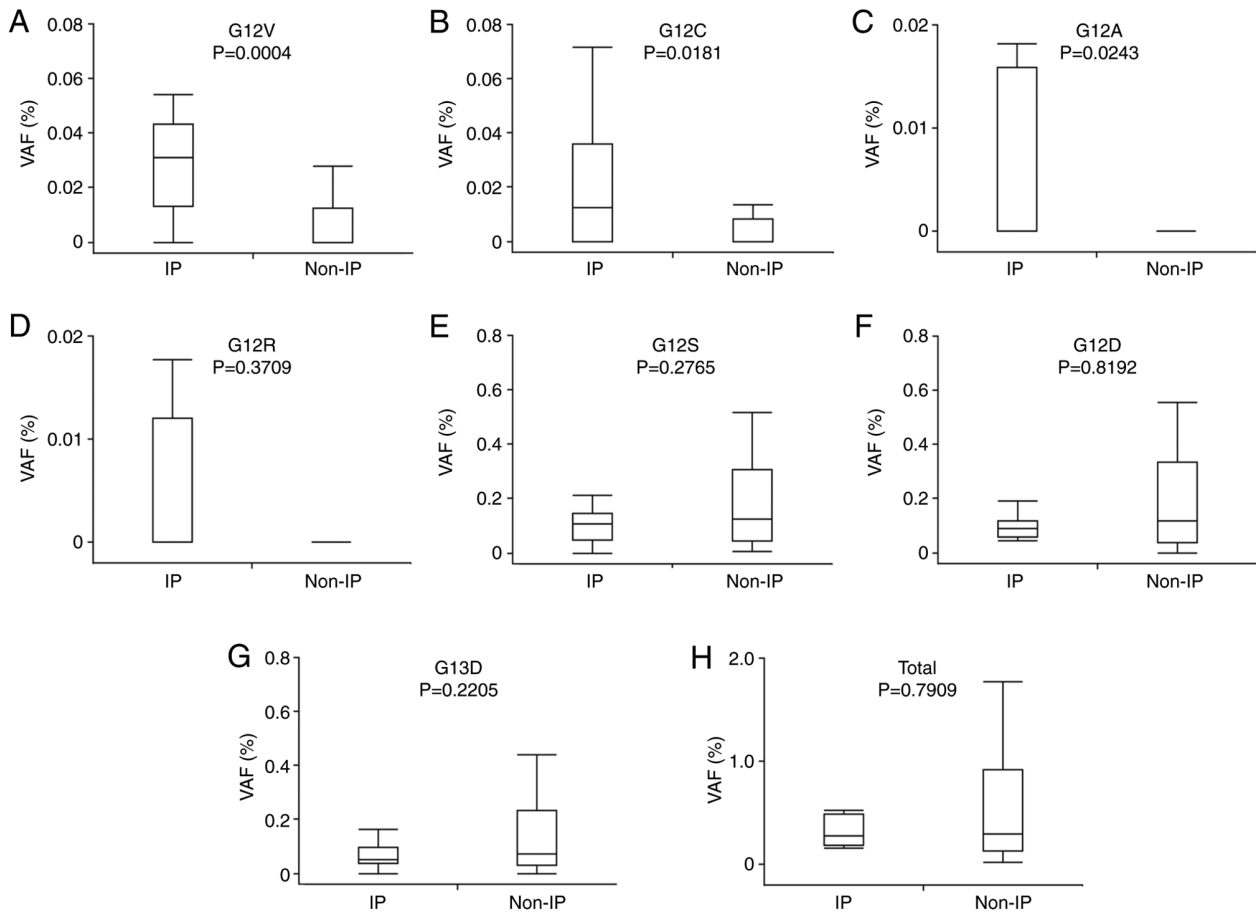 A
G12V
P=0.0004
0.08
0.06
0.04
0.02
0
VAF (%)
IP
Non-IP
B
G12C
P=0.0181
0.08
0.06
0.04
0.02
0
VAF (%)
IP
Non-IP
C
G12A
P=0.0243
0.02
0.01
0
VAF (%)
IP
Non-IP
D
G12R
P=0.3709
0.02
0.01
0
VAF (%)
IP
Non-IP
E
G12S
P=0.2765
0.8
0.6
0.4
0.2
0
VAF (%)
IP
Non-IP
F
G12D
P=0.8192
0.8
0.6
0.4
0.2
0
VAF (%)
IP
Non-IP
G
G13D
P=0.2205
0.8
0.6
0.4
0.2
0
VAF (%)
IP
Non-IP
H
Total
P=0.7909
2.0
1.0
0
VAF (%)
IP
Non-IP